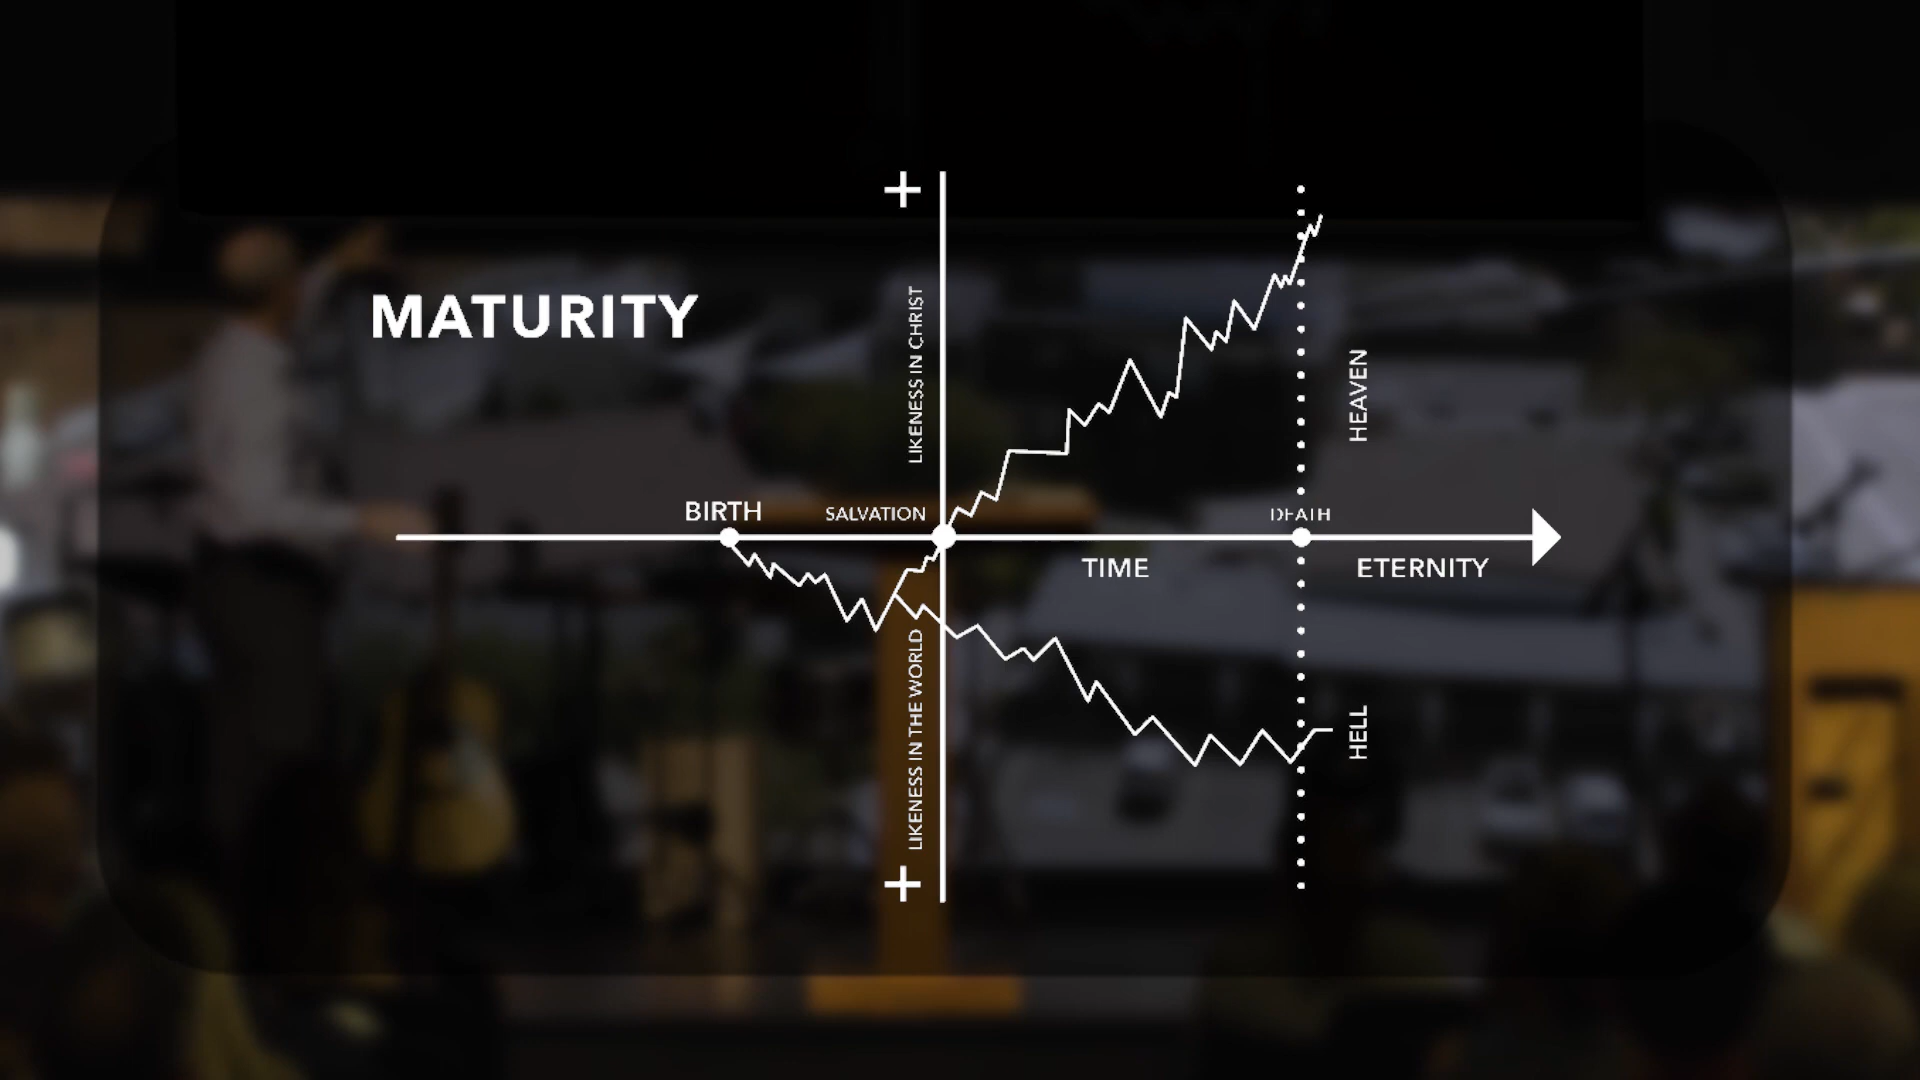 +
MATURITY
LIKENESS IN CHRIST
HEAVEN
BIRTH
SALVATION
DEATH
TIME
ETERNITY
LIKENESS IN THE WORLD
HELL
+